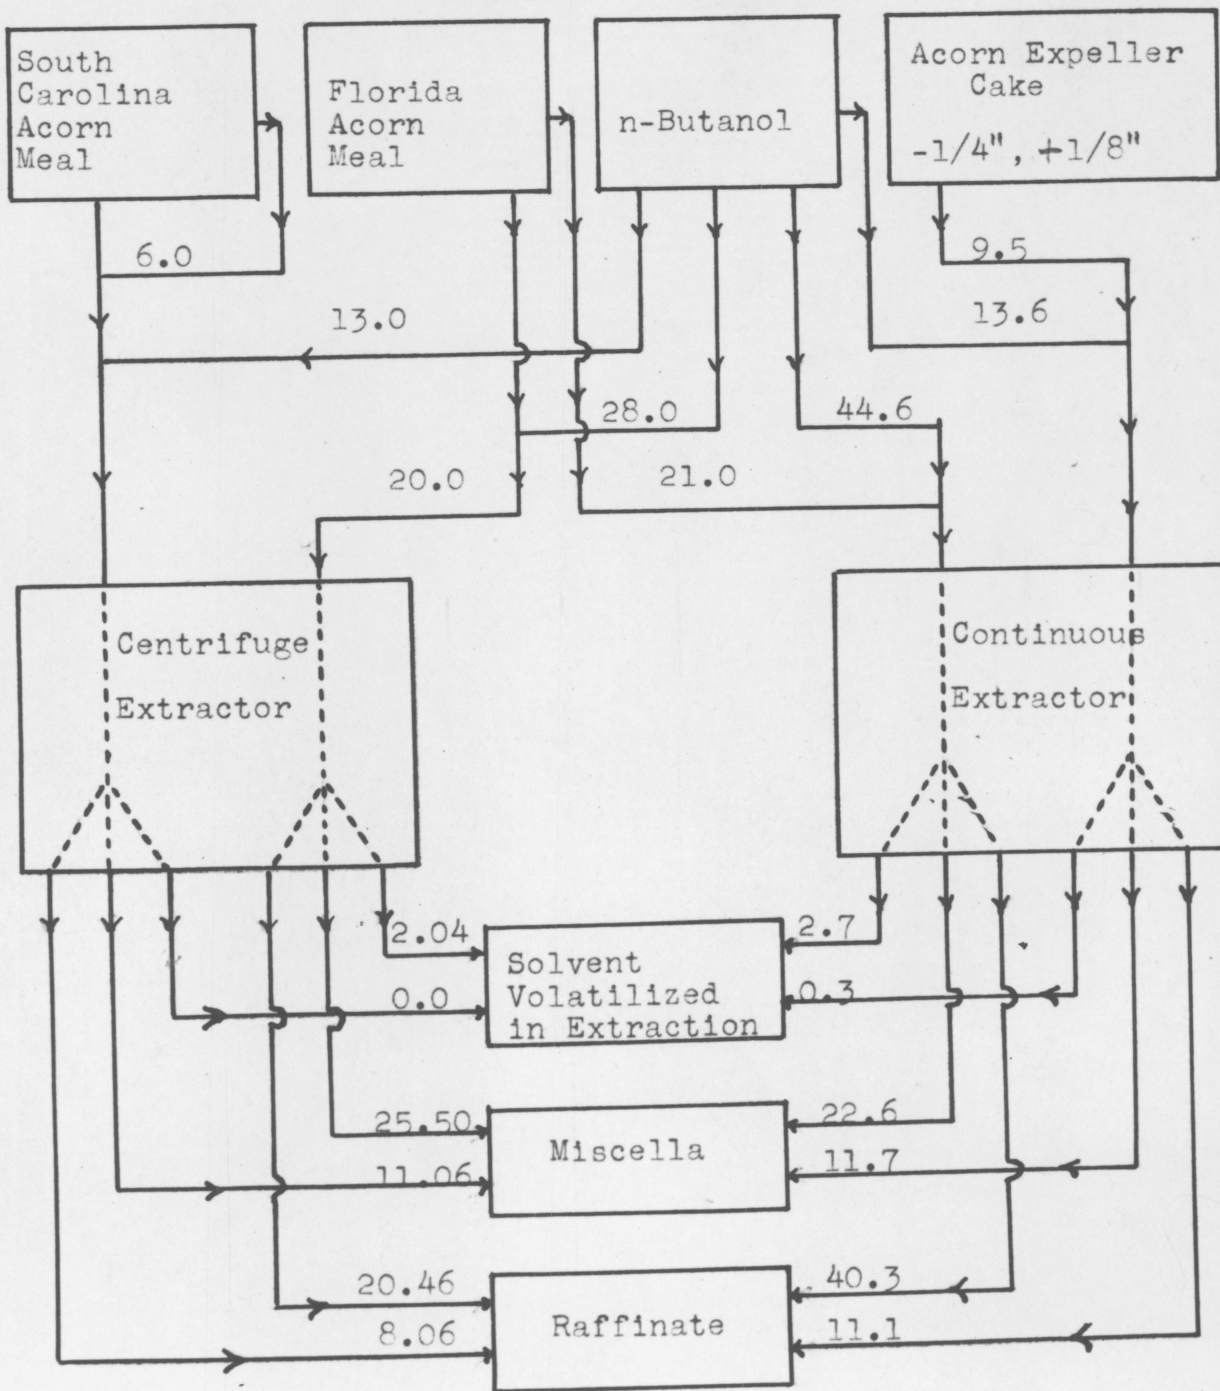 South
Carolina
Acorn
Meal
Florida
Acorn
Meal
n-Butanol
Acorn Expeller
Cake
-1/4", +1/8"
6.0
9.5
13.0
13.6
28.0
44.6
20.0
21.0
Centrifuge
Extractor
Continuous
Extractor
2.04
2.7
Solvent
Volatilized
in Extraction
0.0
0.3
25.50
22.6
Miscella
11.06
11.7
20.46
40.3
Raffinate
8.06
11.1